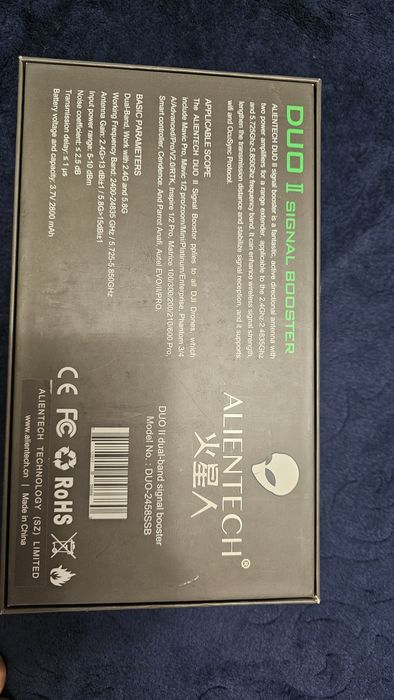 DUO II SIGNAL BOOSTER
ALIENTECH DUO II signal booster is a fantastic, active directional antenna with
two power amplifiers for a range extender, applicable to the 2.4GHz-2.4835Ghz
and 5.725-5.850Ghz frequency band. It can enhance wireless signal strength,
lengthen the transmission distance and stabilize signal reception, and it supports
wifi and OcuSync Protocol.
APPLICABLE SCOPE
The ALIENTECH DUO II Signal Booster pplies to all DJI Drones, which
include Mavic Pro, Mavic 1/2 pro/zoom/Mini/Platinum/Enterprise, Phantom 3/4
A/Advanced/Pro/V2.0/RTK, Inspire 1/2 Pro, Matrice 100/300/200/210/600 Pro,
Smart controller, Cendence. And Parrot Anafi, Autel EVO/II/PRO.
BASIC PARAMETERS
Dual-Band, Work with 2.4G and 5.8G
Working Frequency Band: 2400-24835 GHz / 5.725-5.850GHz
Antenna Gain: 2.4G>13 dBi±1 / 5.8G>15dBi±1
Input power range: 5-10 dBm
Noise coefficient: ≤ 2.5 dB
Transmission delay: ≤ 1 μs
Battery voltage and capacity: 3.7V 2800 mAh
ALIENTECH®
火星人
DUO II dual-band signal booster
Model No. : DUO-2458SSB
CE FC RoHS
ALIENTECH TECHNOLOGY (SZ) LIMITED
www.alientech.cn | Made in China